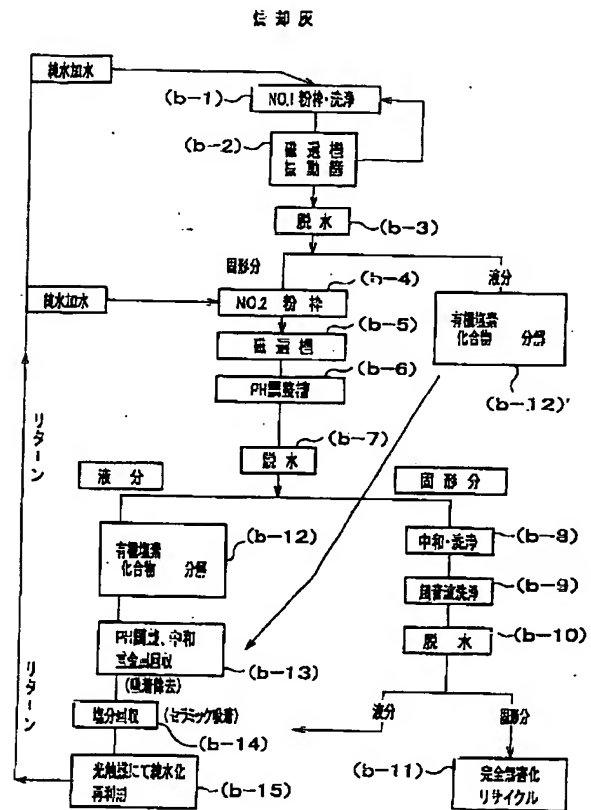 焼却灰
純水加水
(b-1)
NO.1 粉枠・洗浄
(b-2)
磁選機
振動篩
脱水
(b-3)
固形分
液分
(b-4)
純水加水
NO.2 粉枠
(b-5)
磁選機
(b-6)
PH調整槽
有機塩素
化合物 分解
(b-12)'
リターン
(b-7)
脱水
液分
固形分
有機塩素
化合物 分解
(b-12)
中和・洗浄
(b-8)
超音波洗浄
(b-9)
脱水
(b-10)
PH調整、中和
重金属回収
(b-13)
(吸着除去)
リターン
塩分回収
(セラミック吸着)
(b-14)
液分
固形分
光触媒にて純水化
再利用
(b-15)
(b-11)
完全無害化
リサイクル